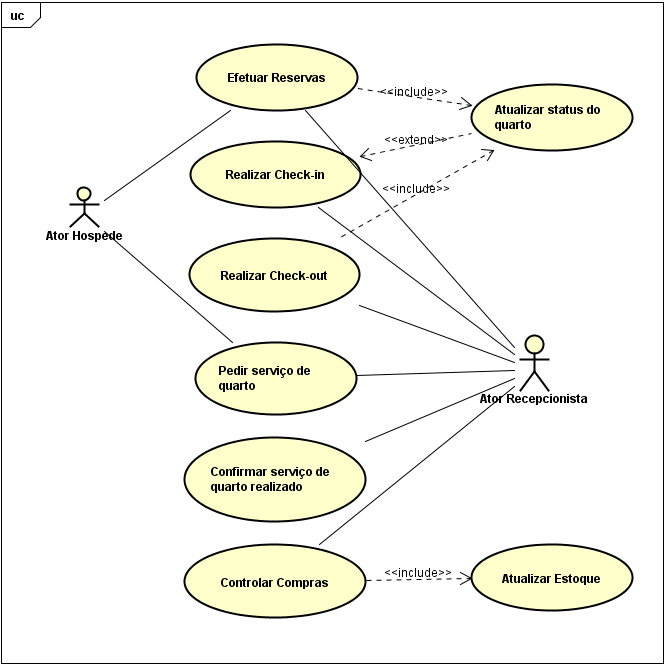 uc
Efetuar Reservas
<<include>>
Atualizar status do
quarto
<<extend>>
Realizar Check-in
<<include>>
Ator Hospède
Realizar Check-out
Pedir serviço de
quarto
Ator Recepcionista
Confirmar serviço de
quarto realizado
Controlar Compras
<<include>>
Atualizar Estoque